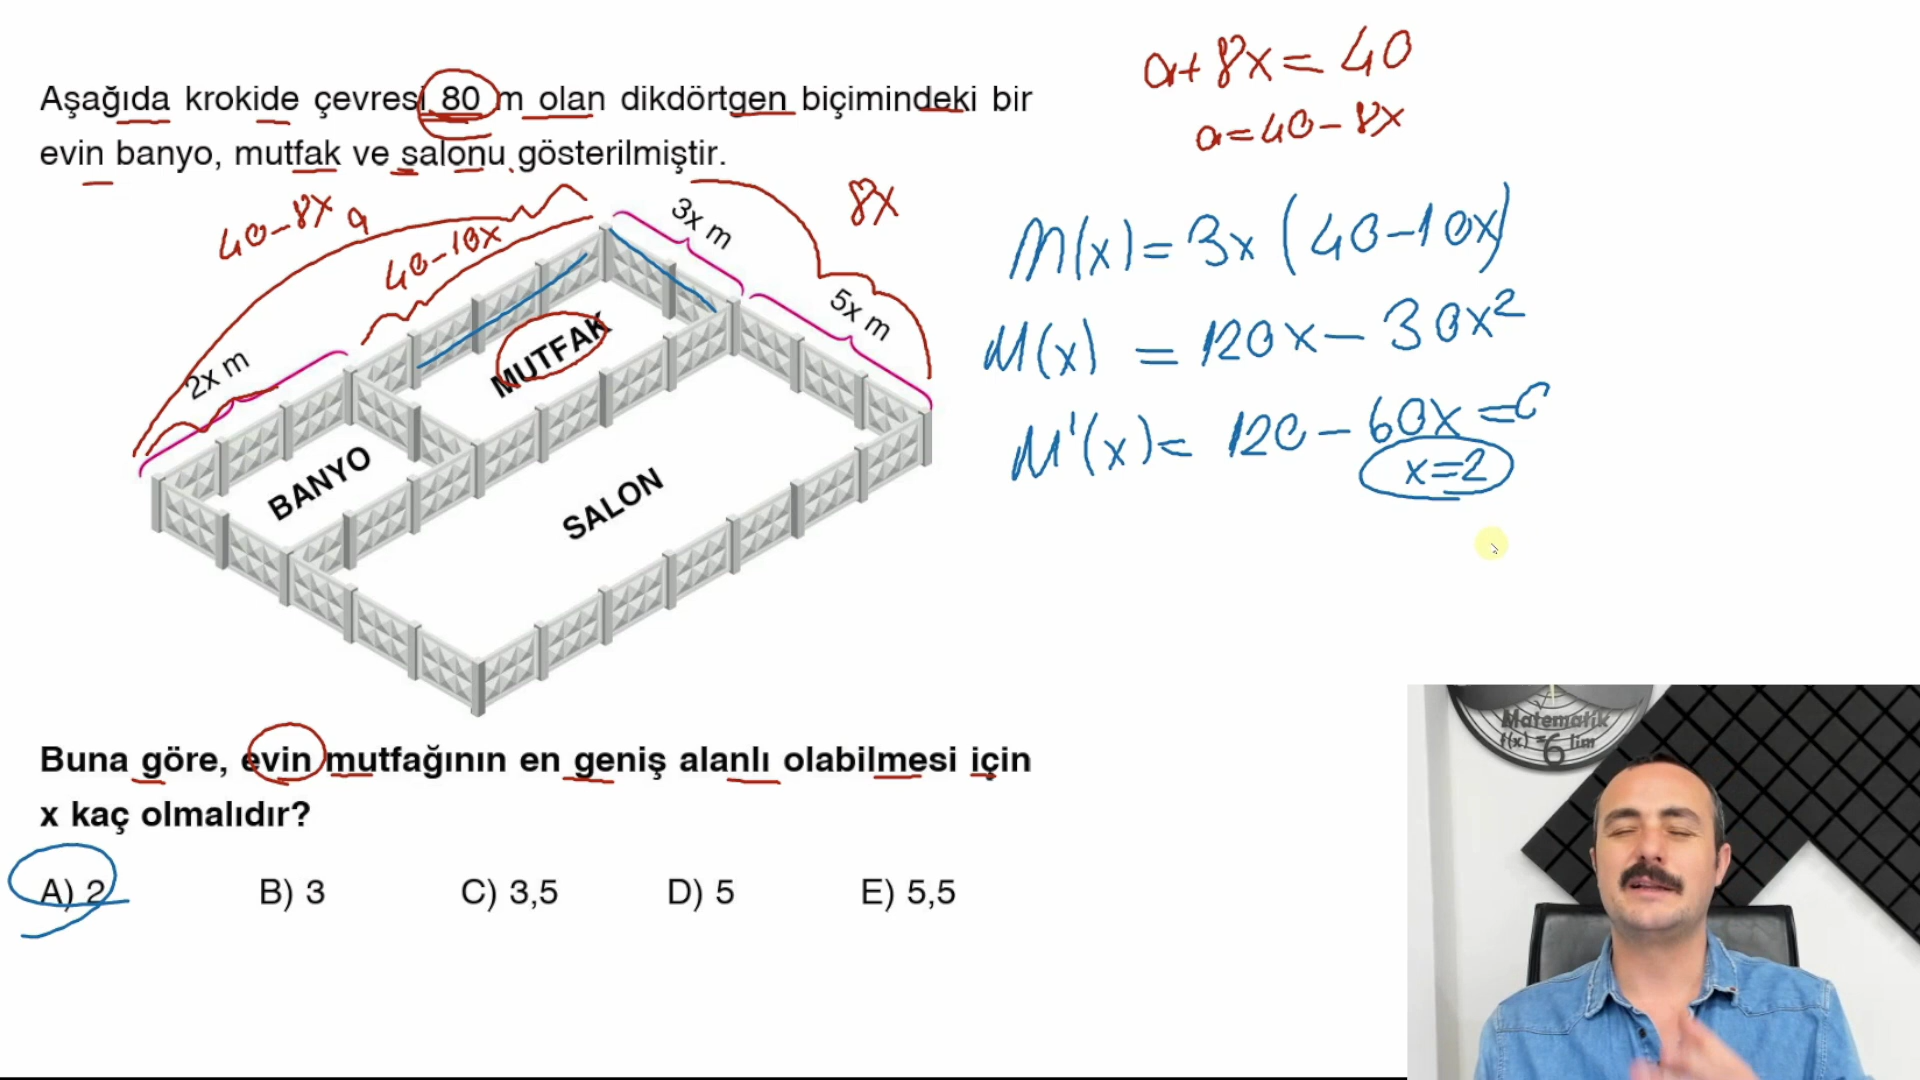 Aşağıda krokide çevresi 80 m olan dikdörtgen biçimindeki bir
evin banyo, mutfak ve salonu gösterilmiştir.
a+8x=40
a=40-8x
40-8x
a
40-10x
3x m
8x
5x m
2x m
MUTFAK
BANYO
SALON
M(x)=3x(40-10x)
M(x) = 120x-30x²
M'(x)= 120-60x=0
x=2
Buna göre, evin mutfağının en geniş alanlı olabilmesi için
x kaç olmalıdır?
A) 2 B) 3 C) 3,5 D) 5 E) 5,5
Matematik
f(x) =6